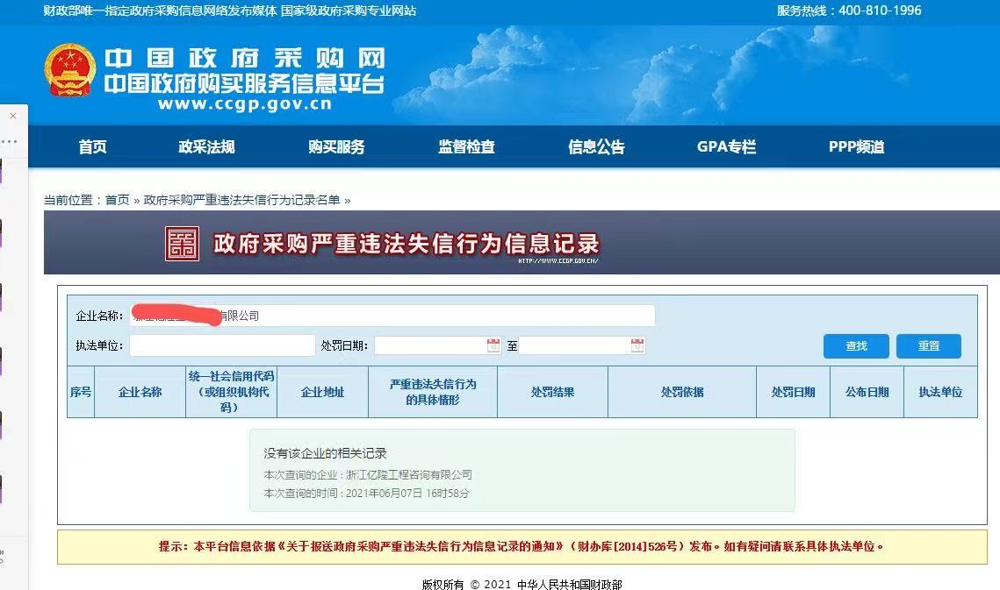 财政部唯一指定政府采购信息网络发布媒体 国家级政府采购专业网站
服务热线：400-810-1996
中国政府采购网
中国政府购买服务信息平台
www.ccgp.gov.cn
首页 政采法规 购买服务 监督检查 信息公告 GPA专栏 PPP频道
当前位置：首页 » 政府采购严重违法失信行为记录名单 »
政府采购严重违法失信行为信息记录
HTTP://WWW.CCGP.GOV.CN/
企业名称： 有限公司
执法单位： 处罚日期： 至 查找 重置
序号 企业名称 统一社会信用代码（或组织机构代码） 企业地址 严重违法失信行为的具体情形 处罚结果 处罚依据 处罚日期 公布日期 执法单位
没有该企业的相关记录
本次查询的企业：浙江亿隆工程咨询有限公司
本次查询的时间：2021年06月07日 16时58分
提示：本平台信息依据《关于报送政府采购严重违法失信行为信息记录的通知》（财办库[2014]526号）发布。如有疑问请联系具体执法单位。
版权所有 © 2021 中华人民共和国财政部